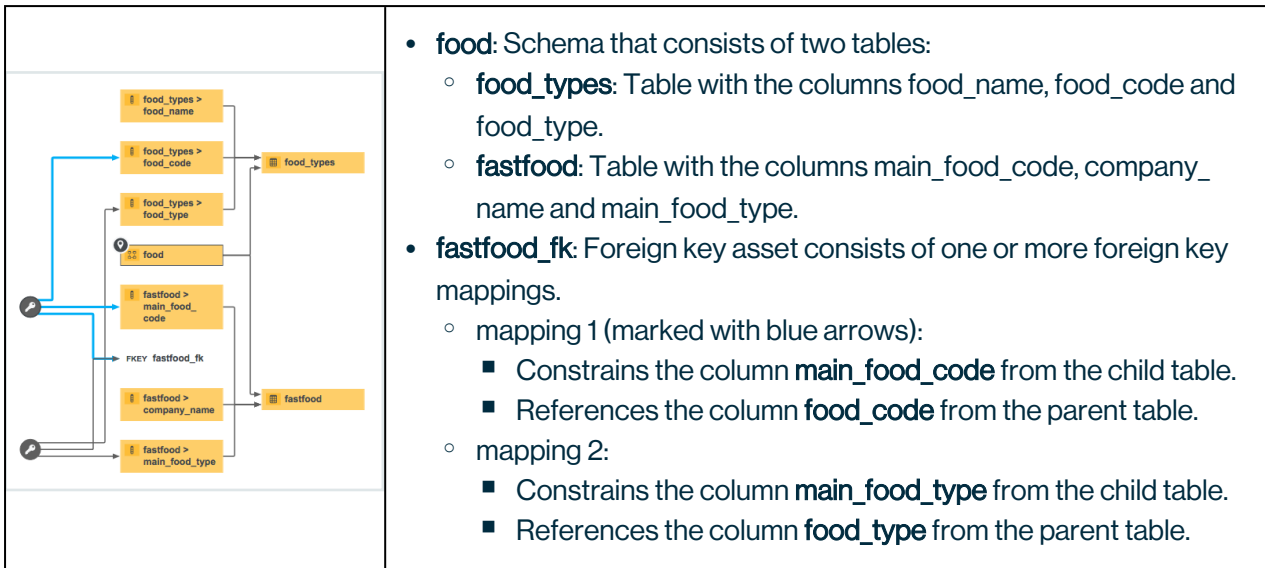 food_types >
food_name
food_types >
food_code
food_types
food_types >
food_type
food
fastfood >
main_food_
code
FKEY fastfood_fk
fastfood >
company_name
fastfood
fastfood >
main_food_type
• food: Schema that consists of two tables:
◦ food_types: Table with the columns food_name, food_code and
food_type.
◦ fastfood: Table with the columns main_food_code, company_
name and main_food_type.
• fastfood_fk: Foreign key asset consists of one or more foreign key
mappings.
◦ mapping 1 (marked with blue arrows):
▪ Constrains the column main_food_code from the child table.
▪ References the column food_code from the parent table.
◦ mapping 2:
▪ Constrains the column main_food_type from the child table.
▪ References the column food_type from the parent table.